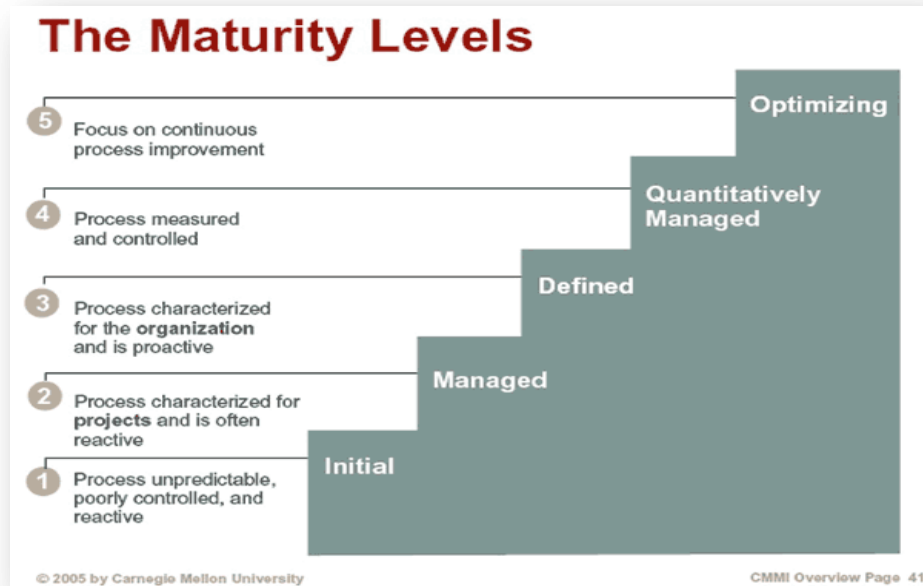 The Maturity Levels
5
Focus on continuous
process improvement
Optimizing
4
Process measured
and controlled
Quantitatively
Managed
3
Process characterized
for the organization
and is proactive
Defined
2
Process characterized for
projects and is often
reactive
Managed
1
Process unpredictable,
poorly controlled, and
reactive
Initial
© 2005 by Carnegie Mellon University
CMMI Overview Page 41